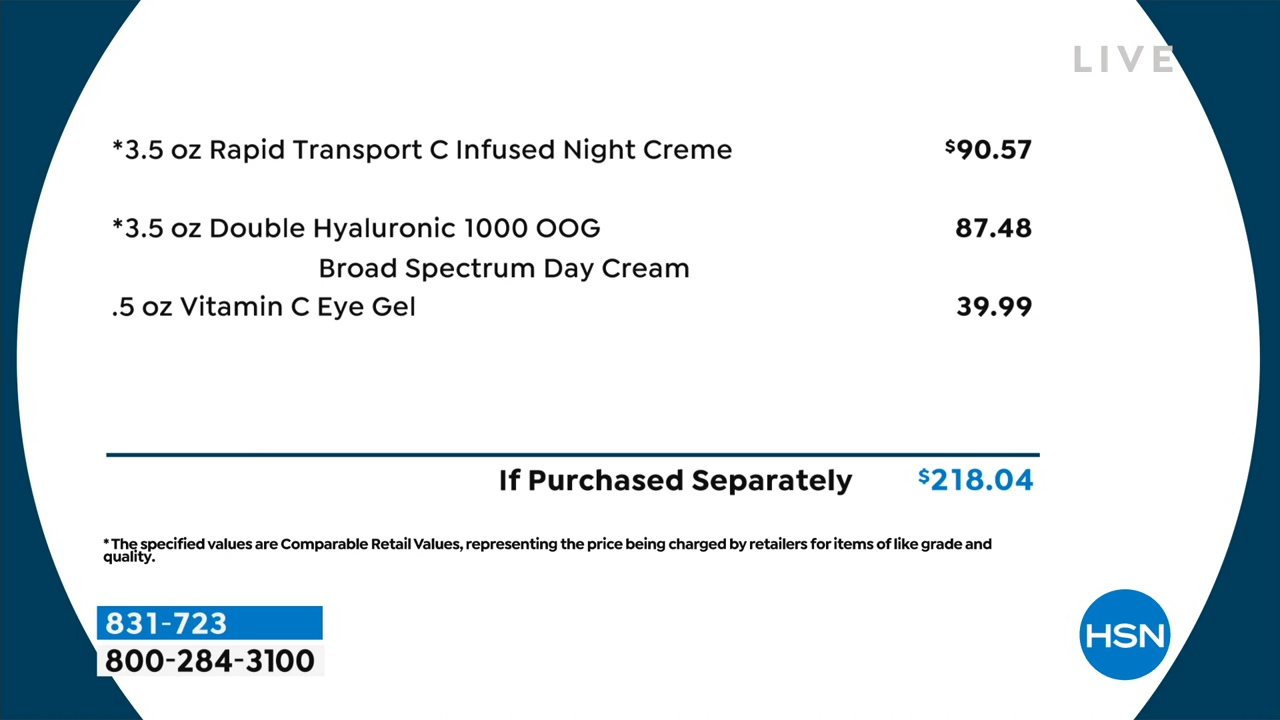 LIVE
*3.5 oz Rapid Transport C Infused Night Creme $90.57
*3.5 oz Double Hyaluronic 1000 OOG 87.48
Broad Spectrum Day Cream
.5 oz Vitamin C Eye Gel 39.99
If Purchased Separately $218.04
*The specified values are Comparable Retail Values, representing the price being charged by retailers for items of like grade and
quality.
831-723
800-284-3100
HSN